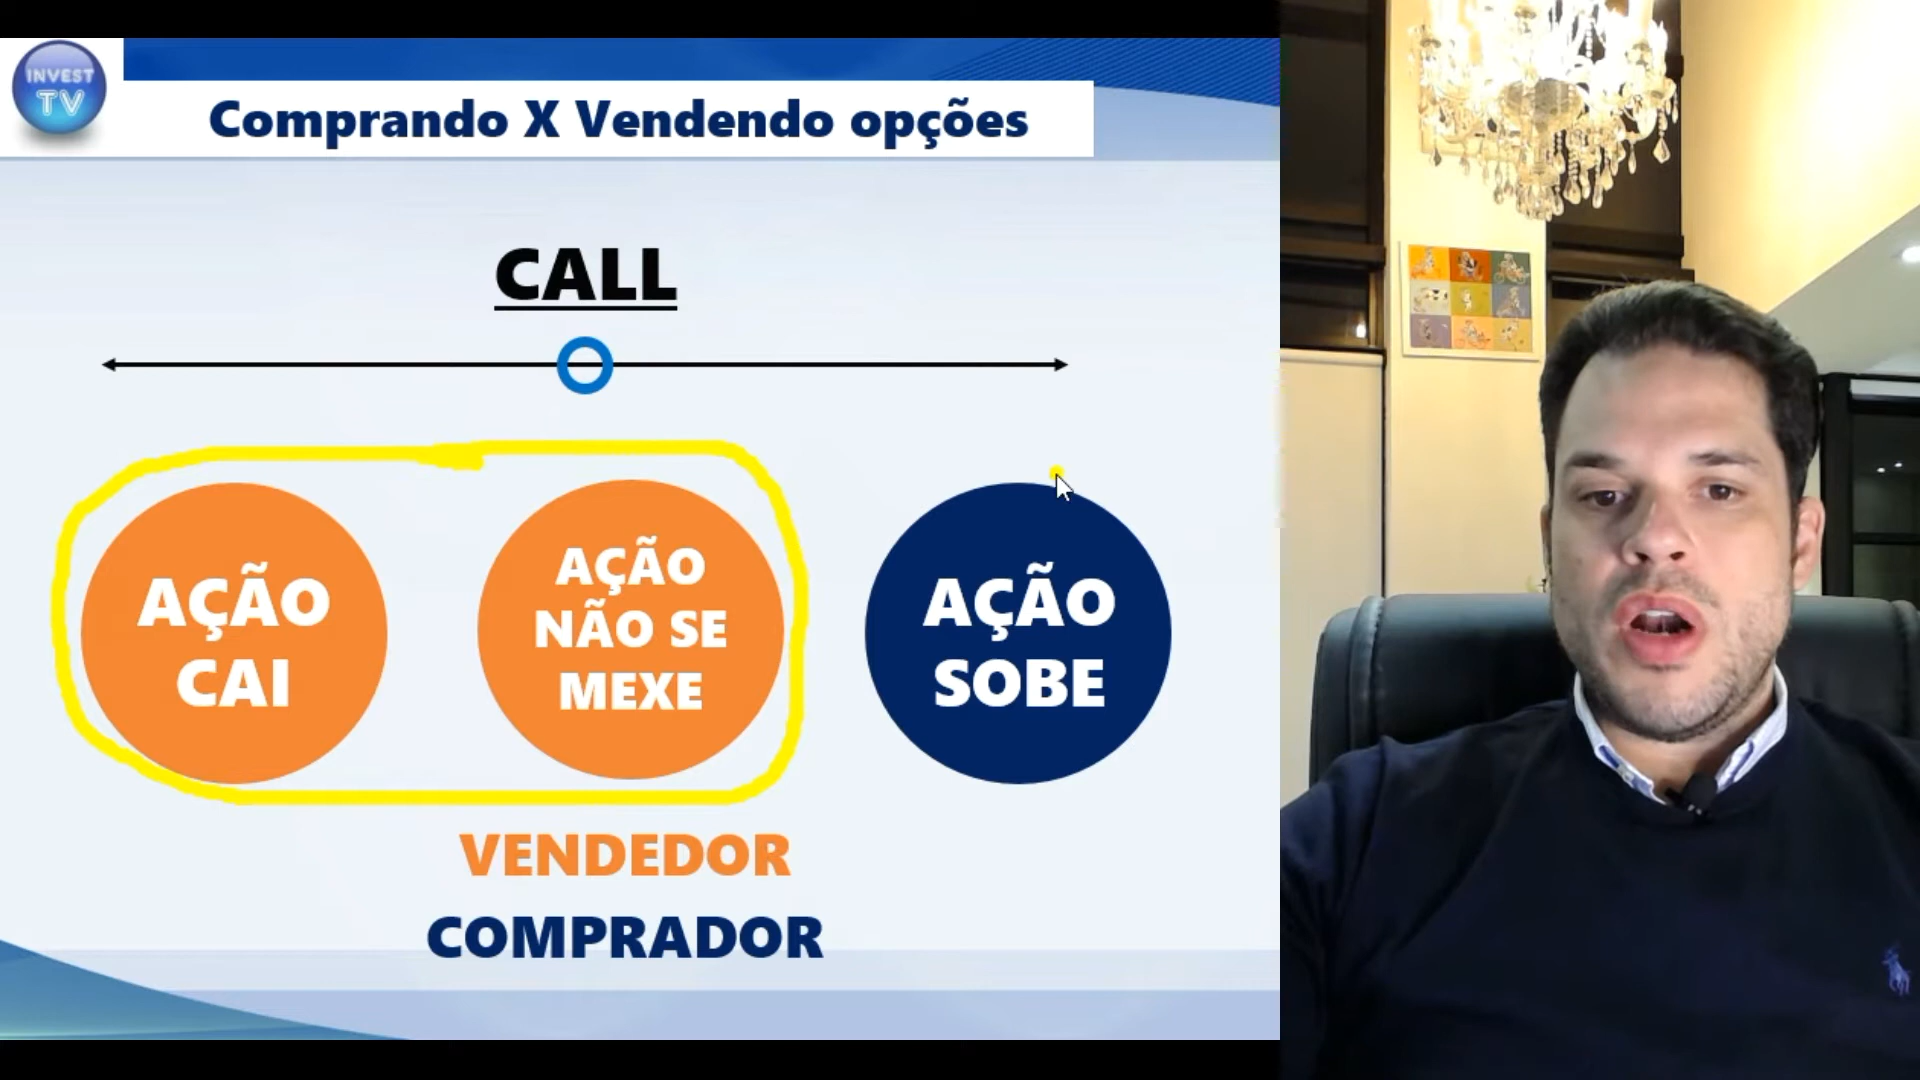 INVEST
TV
Comprando X Vendendo opções
CALL
AÇÃO
CAI
AÇÃO
NÃO SE
MEXE
AÇÃO
SOBE
VENDEDOR
COMPRADOR